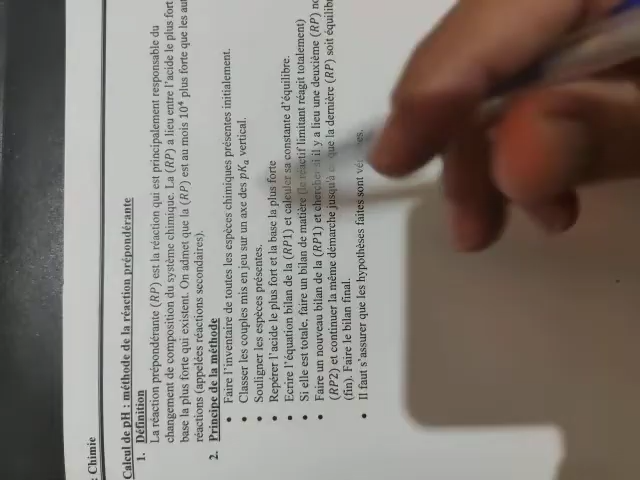 : Chimie
Calcul de pH : méthode de la réaction prépondérante
1. Définition
La réaction prépondérante (RP) est la réaction qui est principalement responsable du
changement de composition du système chimique. La (RP) a lieu entre l'acide le plus fort
base la plus forte qui existent. On admet que la (RP) est au mois 10⁴ plus forte que les au
réactions (appelées réactions secondaires).
2. Principe de la méthode
• Faire l'inventaire de toutes les espèces chimiques présentes initialement.
• Classer les couples mis en jeu sur un axe des pKa vertical.
• Souligner les espèces présentes.
• Repérer l'acide le plus fort et la base la plus forte
• Ecrire l'équation bilan de la (RP1) et calculer sa constante d'équilibre.
• Si elle est totale, faire un bilan de matière (le réactif limitant réagit totalement)
• Faire un nouveau bilan de la (RP1) et chercher si il y a lieu une deuxième (RP)
(RP2) et continuer la même démarche jusqu'à que la dernière (RP) soit équilib
(fin). Faire le bilan final.
• Il faut s'assurer que les hypothèses faites sont